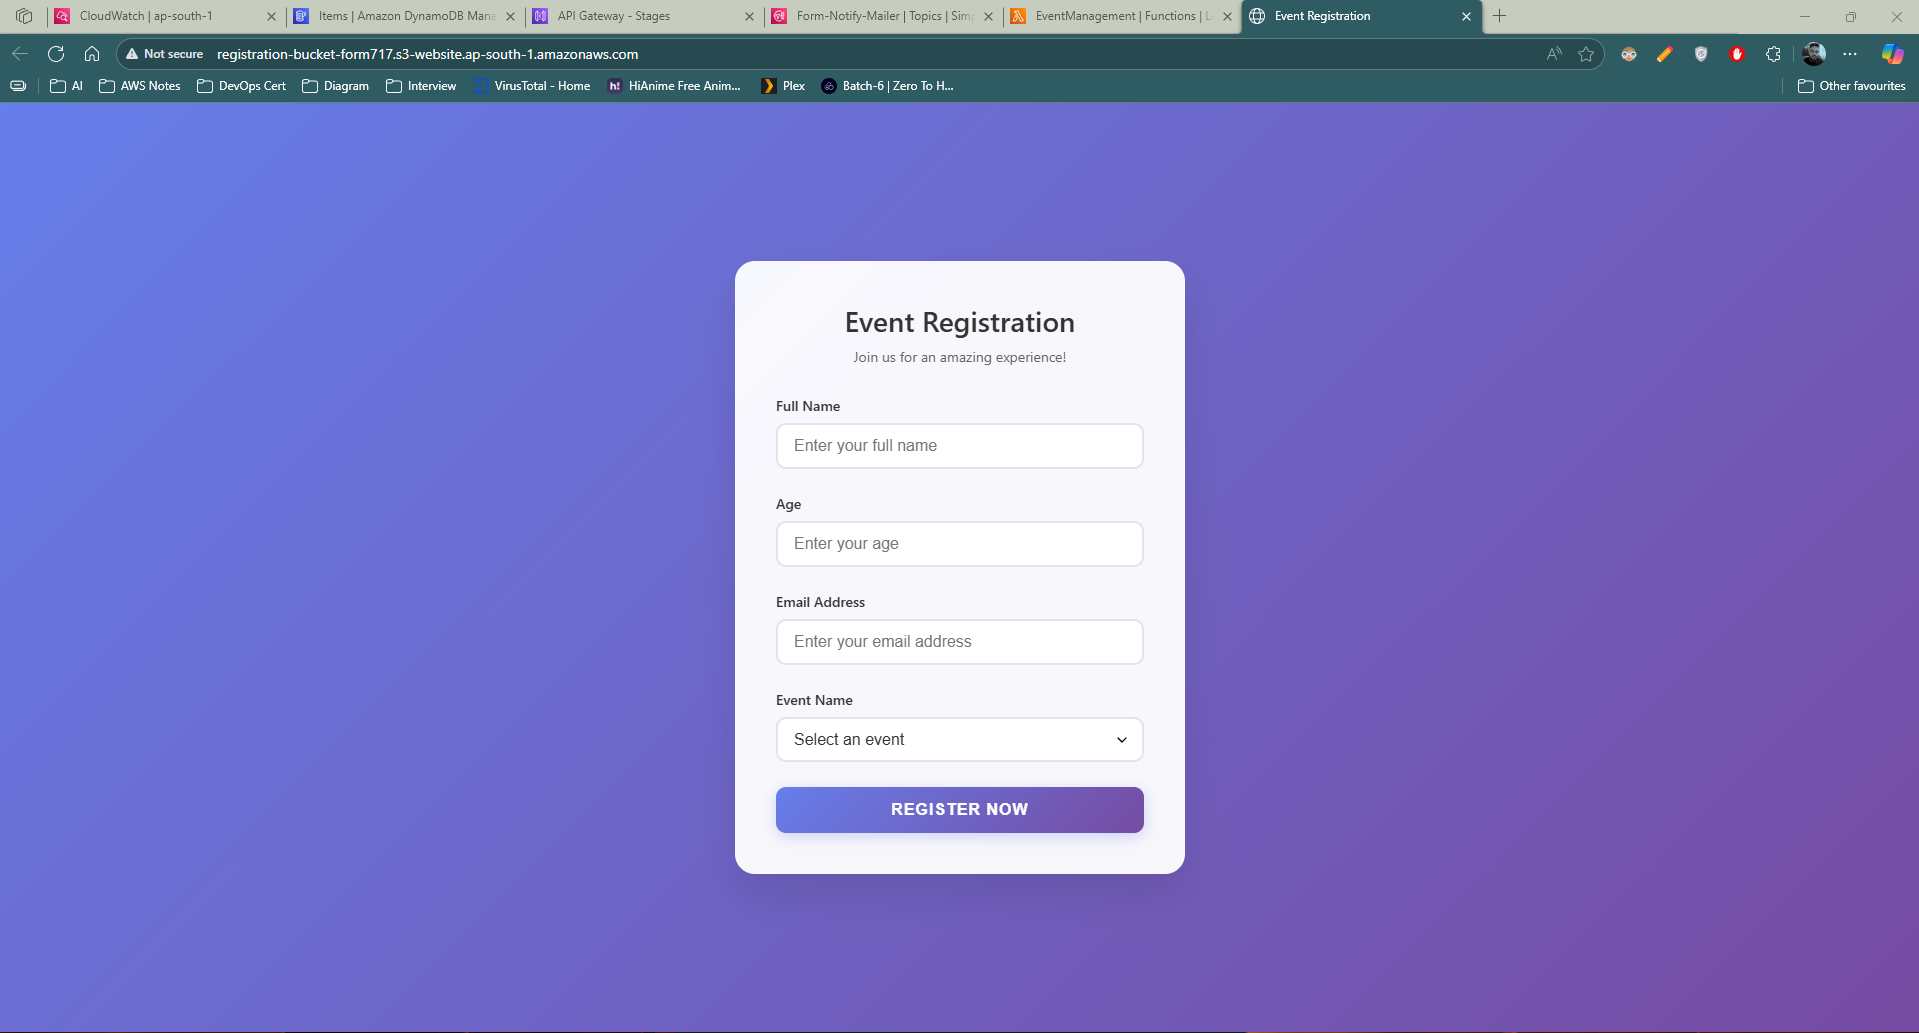 CloudWatch | ap-south-1
Items | Amazon DynamoDB Mana
API Gateway - Stages
Form-Notify-Mailer | Topics | Sim
EventManagement | Functions | L
Event Registration
Not secure
registration-bucket-form717.s3-website.ap-south-1.amazonaws.com
AI
AWS Notes
DevOps Cert
Diagram
Interview
VirusTotal - Home
h!
HiAnime Free Anim...
Plex
Batch-6 | Zero To H...
Other favourites
Event Registration
Join us for an amazing experience!
Full Name
Enter your full name
Age
Enter your age
Email Address
Enter your email address
Event Name
Select an event
REGISTER NOW